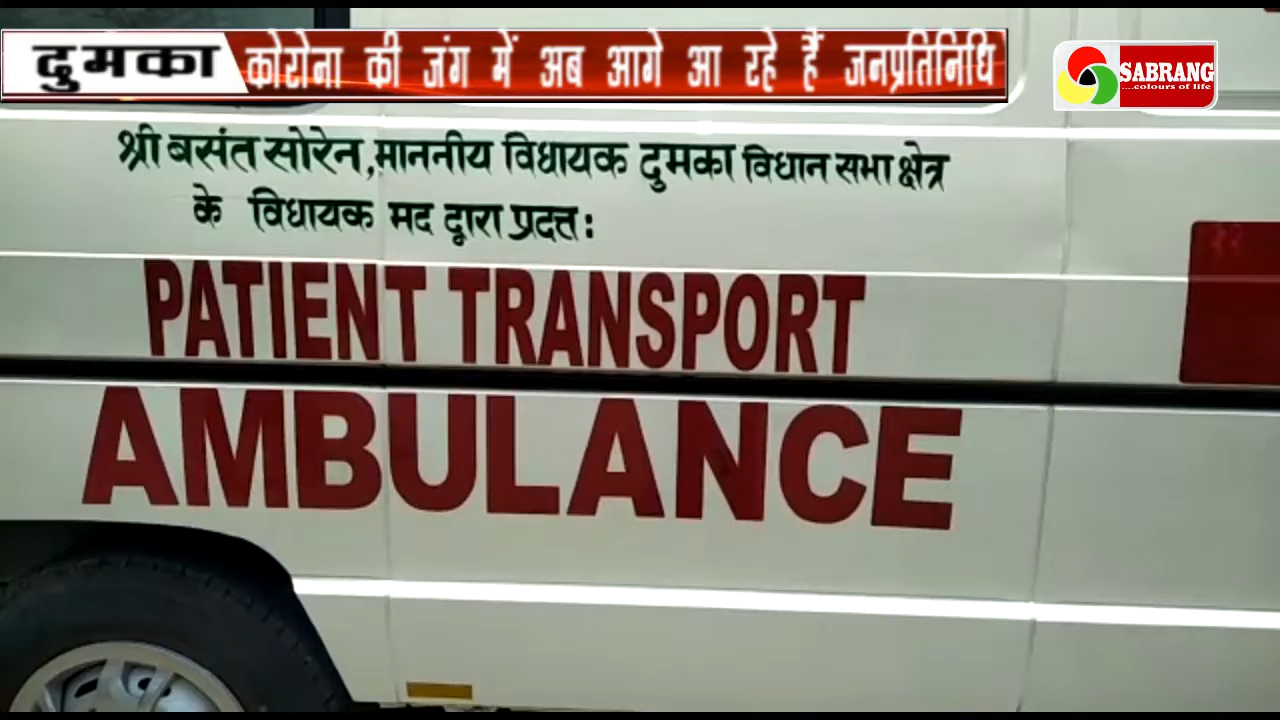 दुमका कोरोना की जंग में अब आगे आ रहे हैं जनप्रतिनिधि
SABRANG
....colours of life
श्री बसंत सोरेन, माननीय विधायक दुमका विधान सभा क्षेत्र
के विधायक मद द्वारा प्रदत्त:
PATIENT TRANSPORT
AMBULANCE